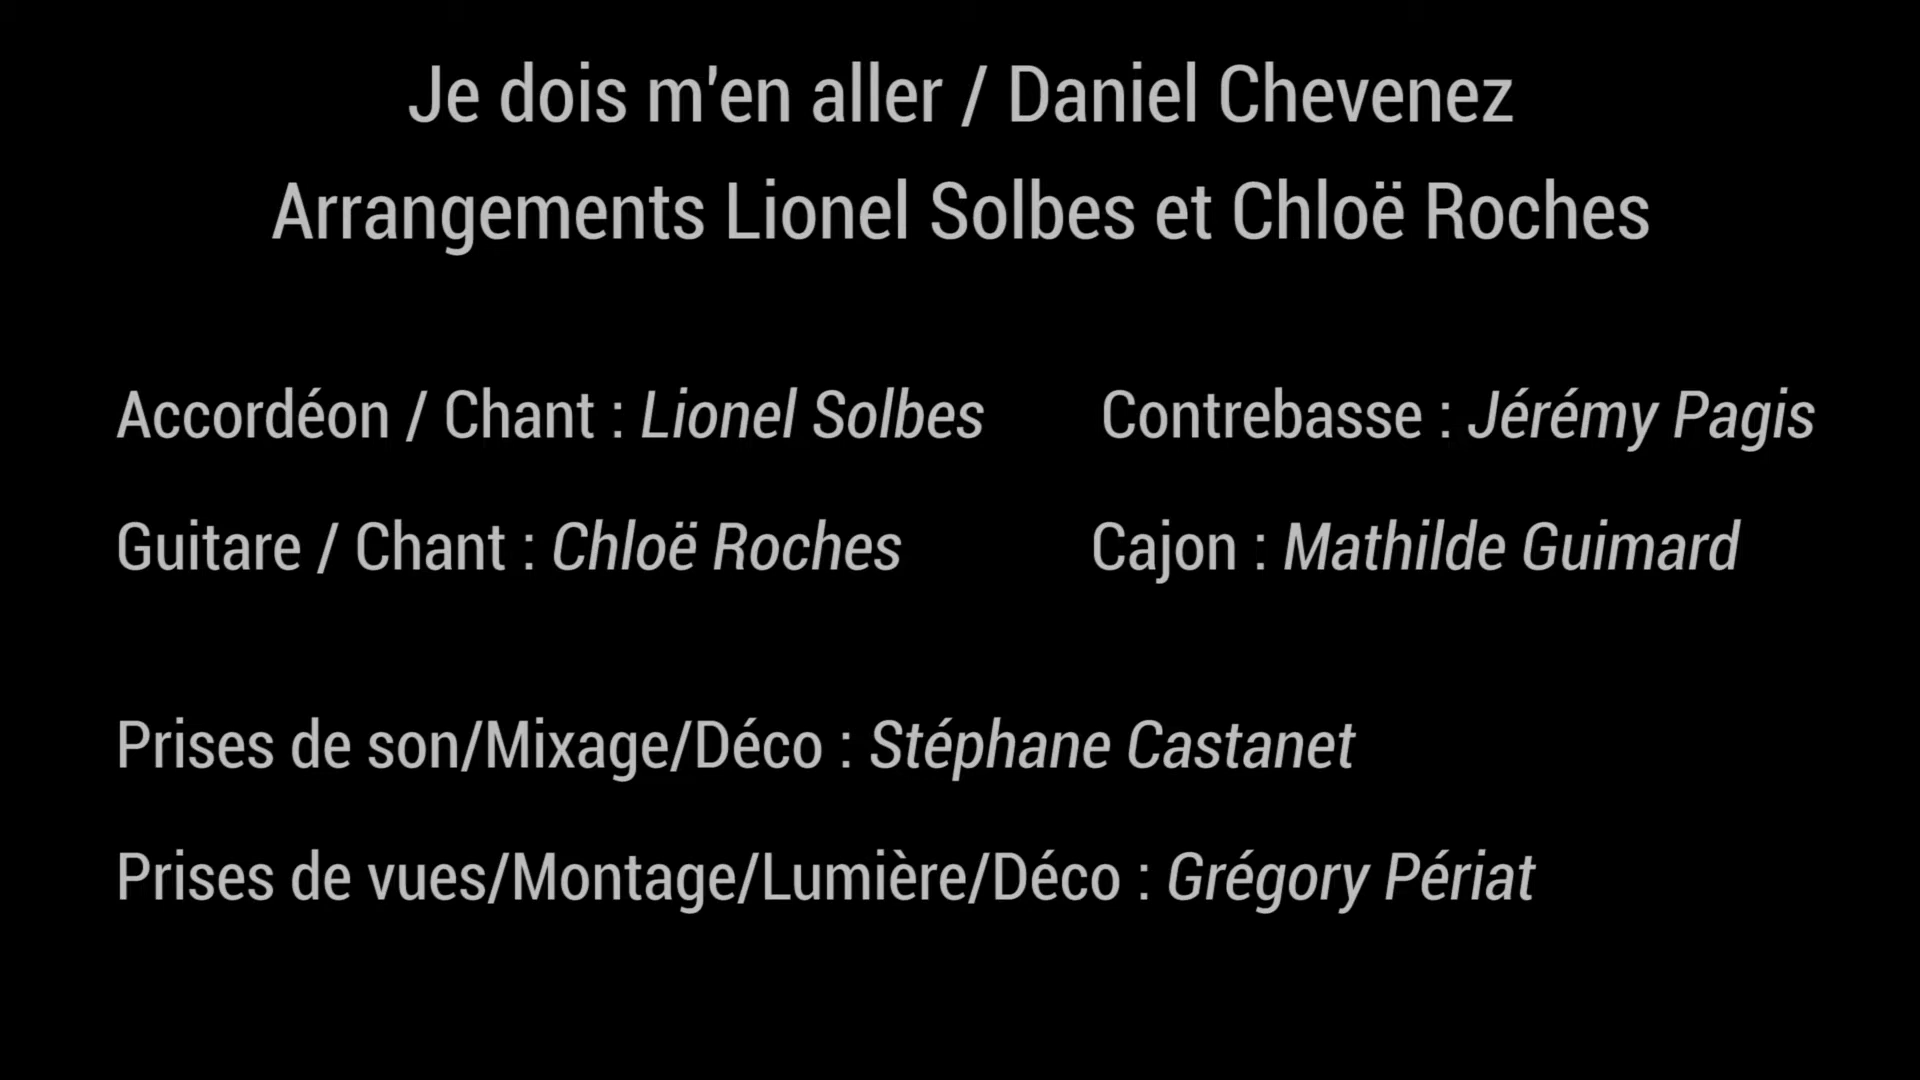 Je dois m'en aller / Daniel Chevenez
Arrangements Lionel Solbes et Chloë Roches
Accordéon / Chant : Lionel Solbes
Contrebasse : Jérémy Pagis
Guitare / Chant : Chloë Roches
Cajon : Mathilde Guimard
Prises de son/Mixage/Déco : Stéphane Castanet
Prises de vues/Montage/Lumière/Déco : Grégory Périat